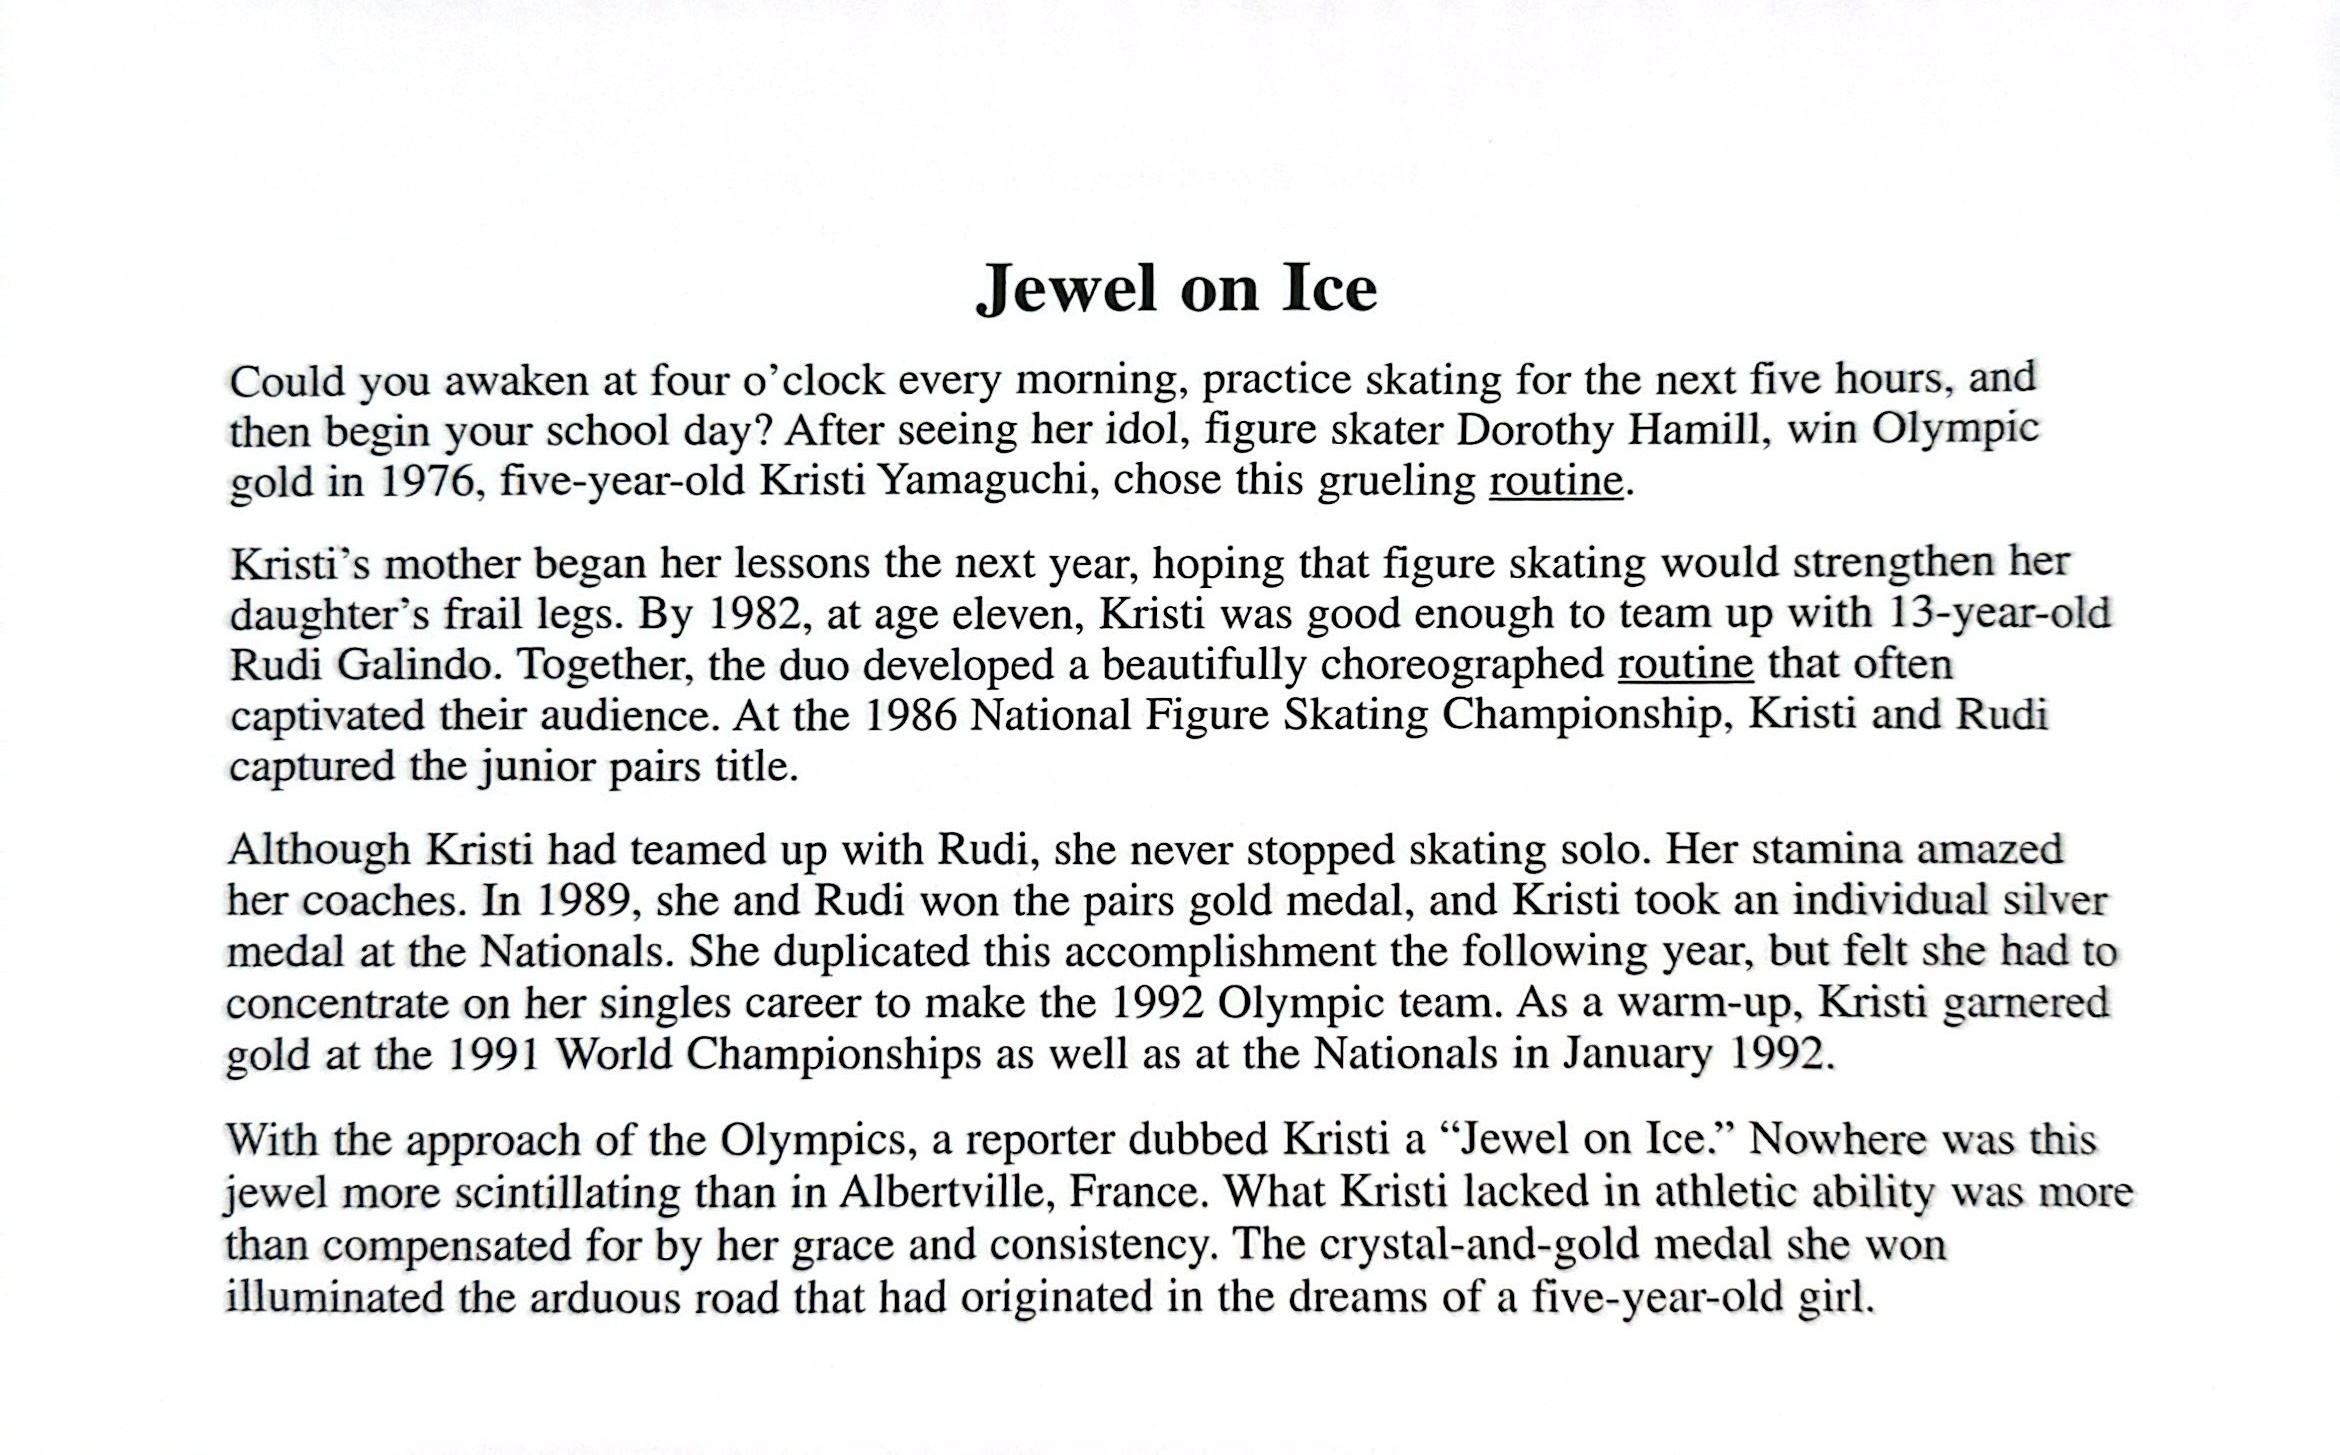 Jewel on Ice
Could you awaken at four o’clock every morning, practice skating for the next five hours, and
then begin your school day? After seeing her idol, figure skater Dorothy Hamill, win Olympic
gold in 1976, five-year-old Kristi Yamaguchi, chose this grueling routine.
Kristi’s mother began her lessons the next year, hoping that figure skating would strengthen her
daughter’s frail legs. By 1982, at age eleven, Kristi was good enough to team up with 13-year-old
Rudi Galindo. Together, the duo developed a beautifully choreographed routine that often
captivated their audience. At the 1986 National Figure Skating Championship, Kristi and Rudi
captured the junior pairs title.
Although Kristi had teamed up with Rudi, she never stopped skating solo. Her stamina amazed
her coaches. In 1989, she and Rudi won the pairs gold medal, and Kristi took an individual silver
medal at the Nationals. She duplicated this accomplishment the following year, but felt she had to
concentrate on her singles career to make the 1992 Olympic team. As a warm-up, Kristi garnered
gold at the 1991 World Championships as well as at the Nationals in January 1992.
With the approach of the Olympics, a reporter dubbed Kristi a “Jewel on Ice.” Nowhere was this
jewel more scintillating than in Albertville, France. What Kristi lacked in athletic ability was more
than compensated for by her grace and consistency. The crystal-and-gold medal she won
illuminated the arduous road that had originated in the dreams of a five-year-old girl.